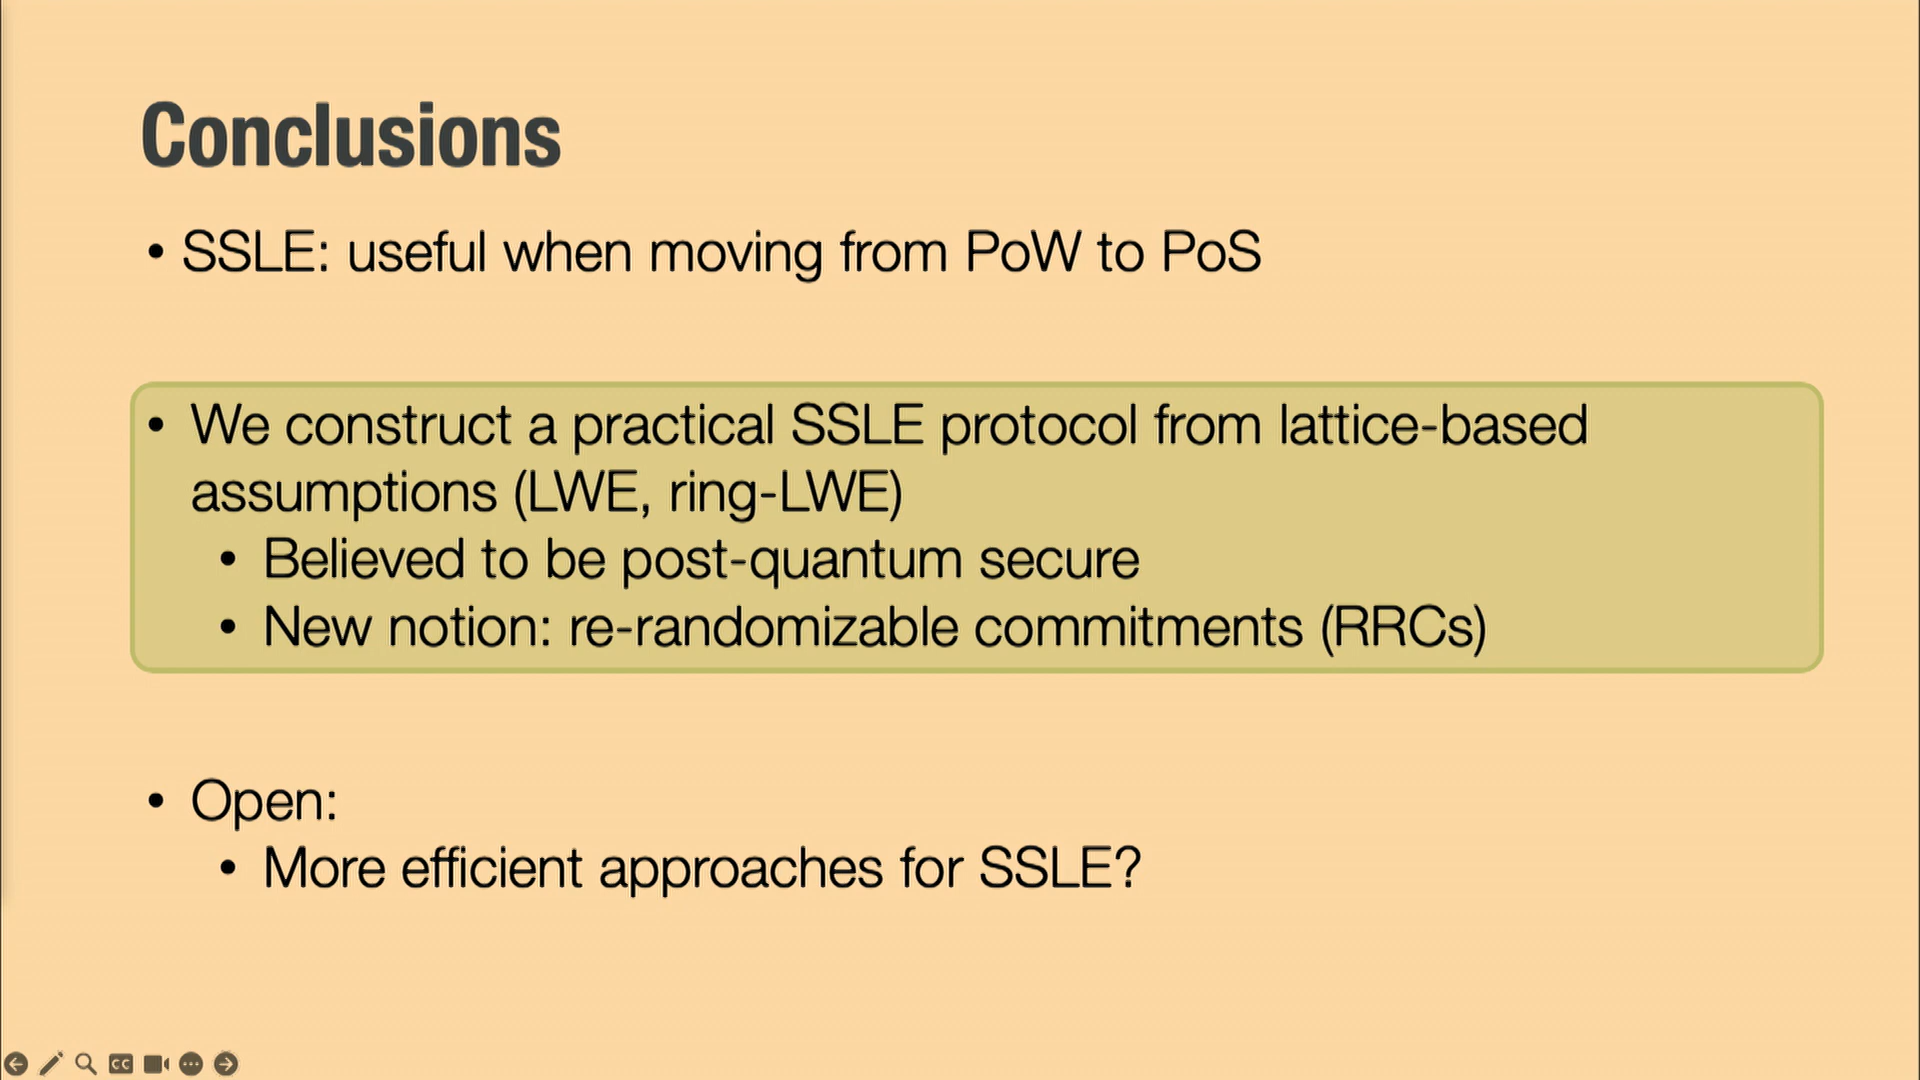 Conclusions
• SSLE: useful when moving from PoW to PoS
• We construct a practical SSLE protocol from lattice-based
assumptions (LWE, ring-LWE)
• Believed to be post-quantum secure
• New notion: re-randomizable commitments (RRCs)
• Open:
• More efficient approaches for SSLE?
CC